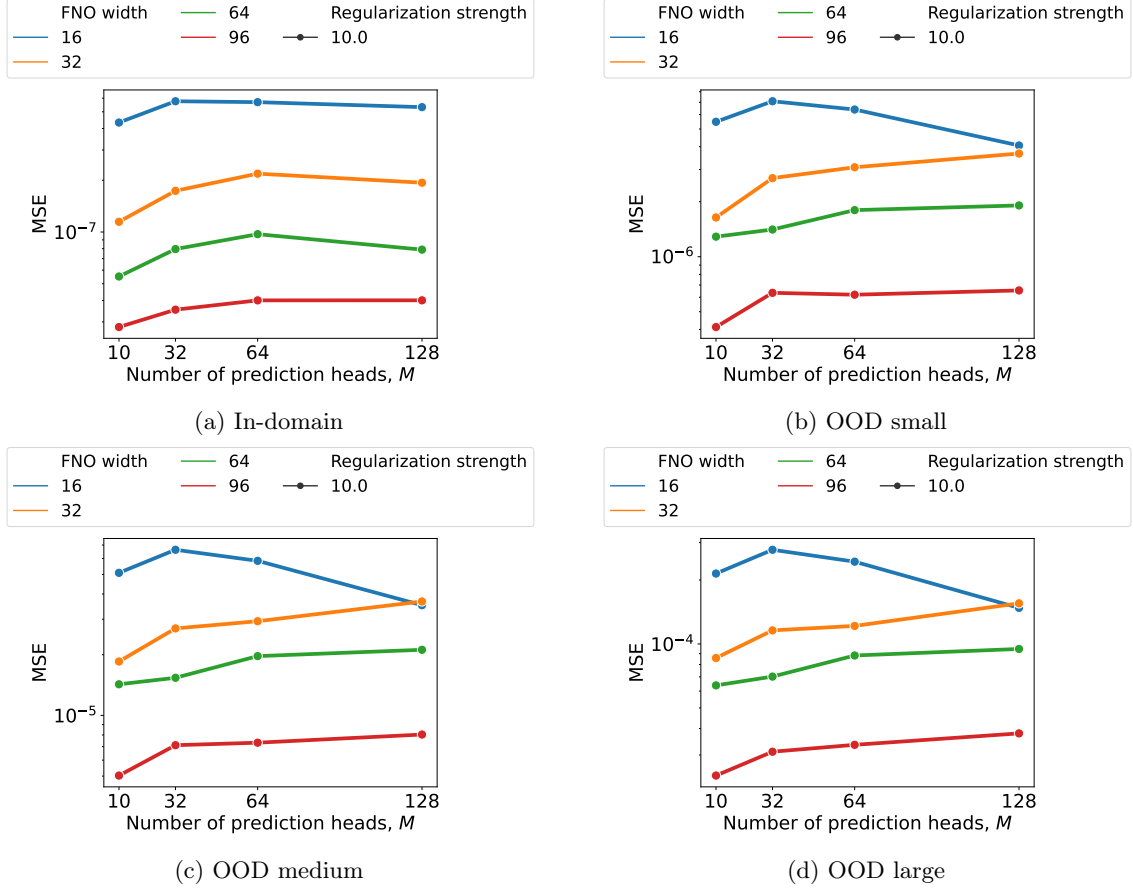 FNO width 64 Regularization strength
16 96 10.0
32
FNO width 64 Regularization strength
16 96 10.0
32
MSE
10⁻⁷
10 32 64 128
Number of prediction heads, M
(a) In-domain
MSE
10⁻⁶
10 32 64 128
Number of prediction heads, M
(b) OOD small
FNO width 64 Regularization strength
16 96 10.0
32
FNO width 64 Regularization strength
16 96 10.0
32
MSE
10⁻⁵
10 32 64 128
Number of prediction heads, M
(c) OOD medium
MSE
10⁻⁴
10 32 64 128
Number of prediction heads, M
(d) OOD large